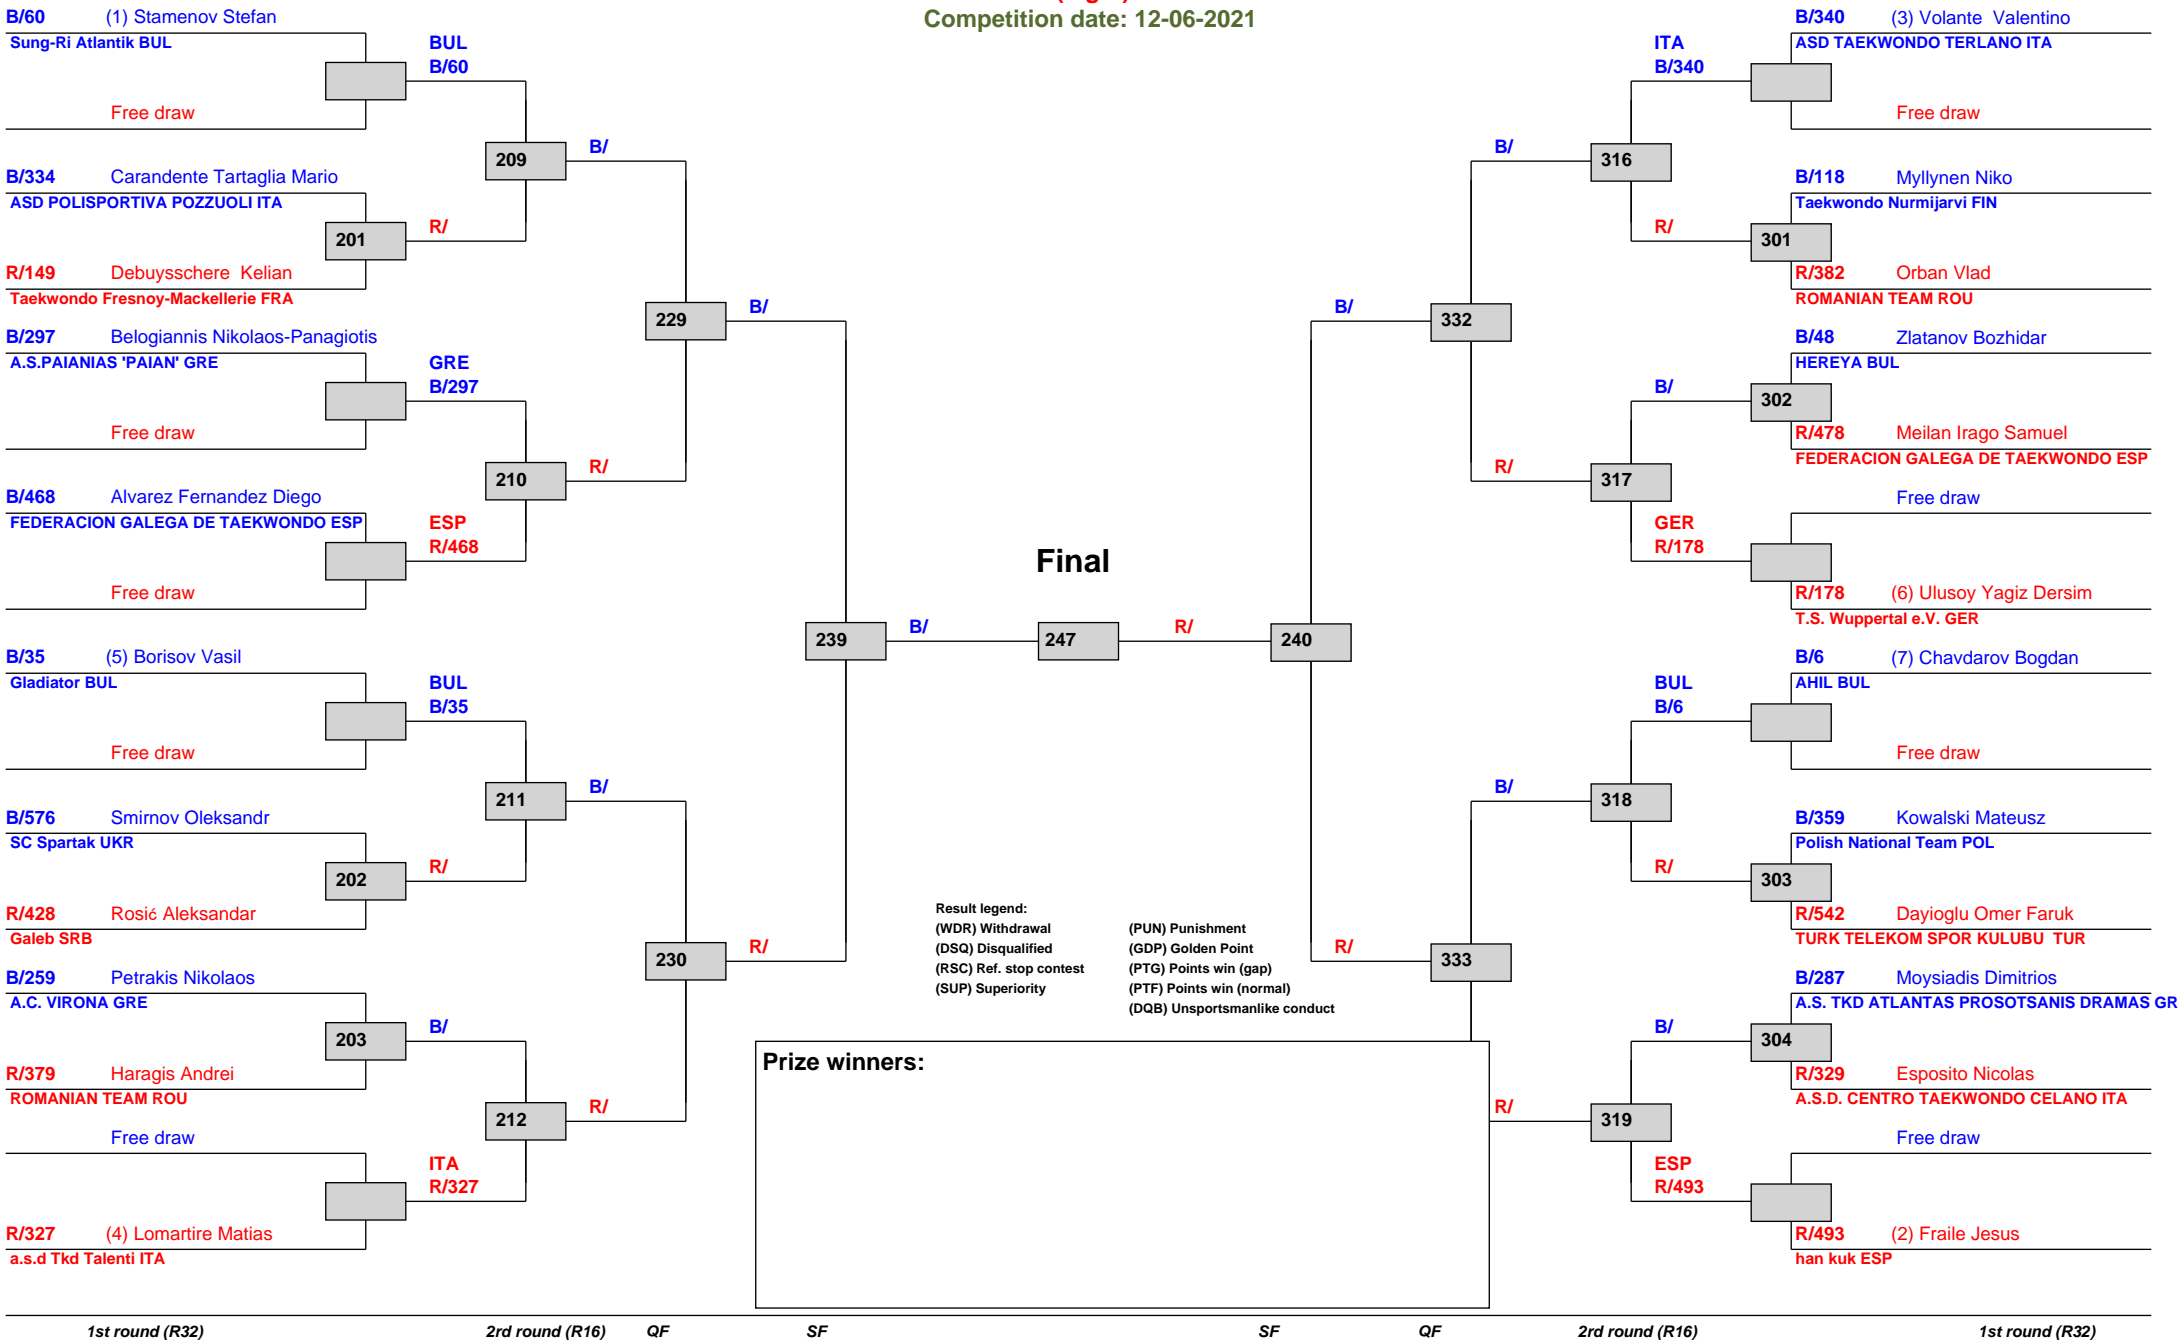 Competition date: 12-06-2021
B/60 (1) Stamenov Stefan
Sung-Ri Atlantik BUL
BUL
B/60
Free draw
209
B/
B/334 Carandente Tartaglia Mario
ASD POLISPORTIVA POZZUOLI ITA
201
R/
R/149 Debuysschere Kelian
Taekwondo Fresnoy-Mackellerie FRA
229
B/
B/297 Belogiannis Nikolaos-Panagiotis
A.S.PAIANIAS 'PAIAN' GRE
GRE
B/297
Free draw
210
R/
B/468 Alvarez Fernandez Diego
FEDERACION GALEGA DE TAEKWONDO ESP
ESP
R/468
Free draw
239
B/
B/35 (5) Borisov Vasil
Gladiator BUL
BUL
B/35
Free draw
211
B/
B/576 Smirnov Oleksandr
SC Spartak UKR
202
R/
R/428 Rosić Aleksandar
Galeb SRB
230
R/
B/259 Petrakis Nikolaos
A.C. VIRONA GRE
203
B/
R/379 Haragis Andrei
ROMANIAN TEAM ROU
212
R/
Free draw
ITA
R/327
R/327 (4) Lomartire Matias
a.s.d Tkd Talenti ITA
Final
247
R/
240
B/340 (3) Volante Valentino
ASD TAEKWONDO TERLANO ITA
ITA
B/340
Free draw
B/
316
B/118 Myllynen Niko
Taekwondo Nurmijarvi FIN
R/
301
R/382 Orban Vlad
ROMANIAN TEAM ROU
B/
332
B/48 Zlatanov Bozhidar
HEREYA BUL
B/
302
R/478 Meilan Irago Samuel
FEDERACION GALEGA DE TAEKWONDO ESP
R/
317
Free draw
GER
R/178
R/178 (6) Ulusoy Yagiz Dersim
T.S. Wuppertal e.V. GER
B/6 (7) Chavdarov Bogdan
AHIL BUL
BUL
B/6
Free draw
B/
318
B/359 Kowalski Mateusz
Polish National Team POL
R/
303
R/542 Dayioglu Omer Faruk
TURK TELEKOM SPOR KULUBU TUR
R/
333
B/287 Moysiadis Dimitrios
A.S. TKD ATLANTAS PROSOTSANIS DRAMAS GR
B/
304
R/329 Esposito Nicolas
A.S.D. CENTRO TAEKWONDO CELANO ITA
R/
319
Free draw
ESP
R/493
R/493 (2) Fraile Jesus
han kuk ESP
Result legend:
(WDR) Withdrawal (PUN) Punishment
(DSQ) Disqualified (GDP) Golden Point
(RSC) Ref. stop contest (PTG) Points win (gap)
(SUP) Superiority (PTF) Points win (normal)
(DQB) Unsportsmanlike conduct
Prize winners:
1st round (R32) 2rd round (R16) QF SF SF QF 2rd round (R16) 1st round (R32)